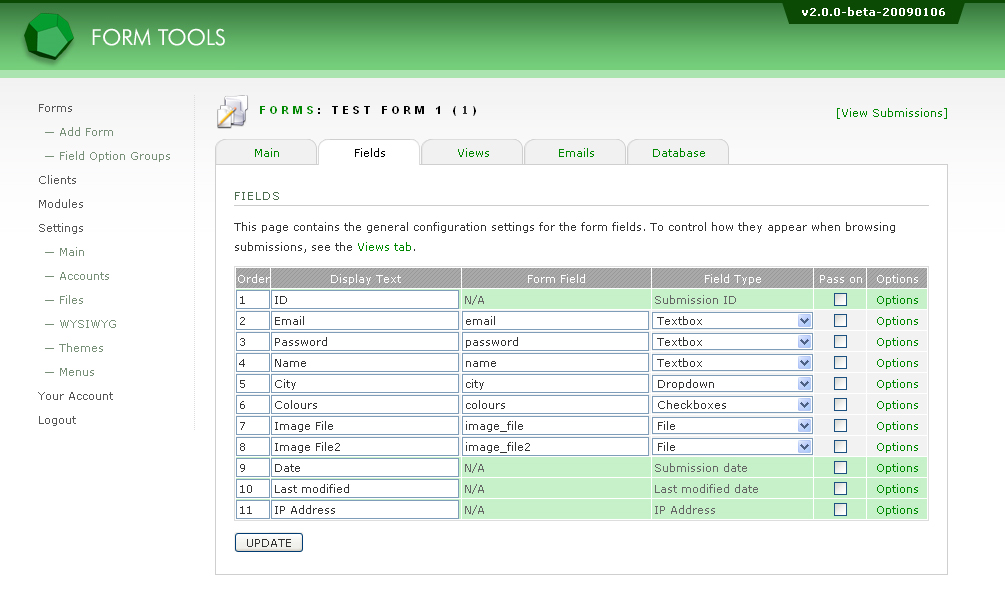 v2.0.0-beta-20090106
FORM TOOLS
Forms
— Add Form
— Field Option Groups
Clients
Modules
Settings
— Main
— Accounts
— Files
— WYSIWYG
— Themes
— Menus
Your Account
Logout
FORMS: TEST FORM 1 (1)
[View Submissions]
Main Fields Views Emails Database
FIELDS
This page contains the general configuration settings for the form fields. To control how they appear when browsing
submissions, see the Views tab.
Order Display Text Form Field Field Type Pass on Options
1 ID N/A Submission ID Options
2 Email email Textbox Options
3 Password password Textbox Options
4 Name name Textbox Options
5 City city Dropdown Options
6 Colours colours Checkboxes Options
7 Image File image_file File Options
8 Image File2 image_file2 File Options
9 Date N/A Submission date Options
10 Last modified N/A Last modified date Options
11 IP Address N/A IP Address Options
UPDATE